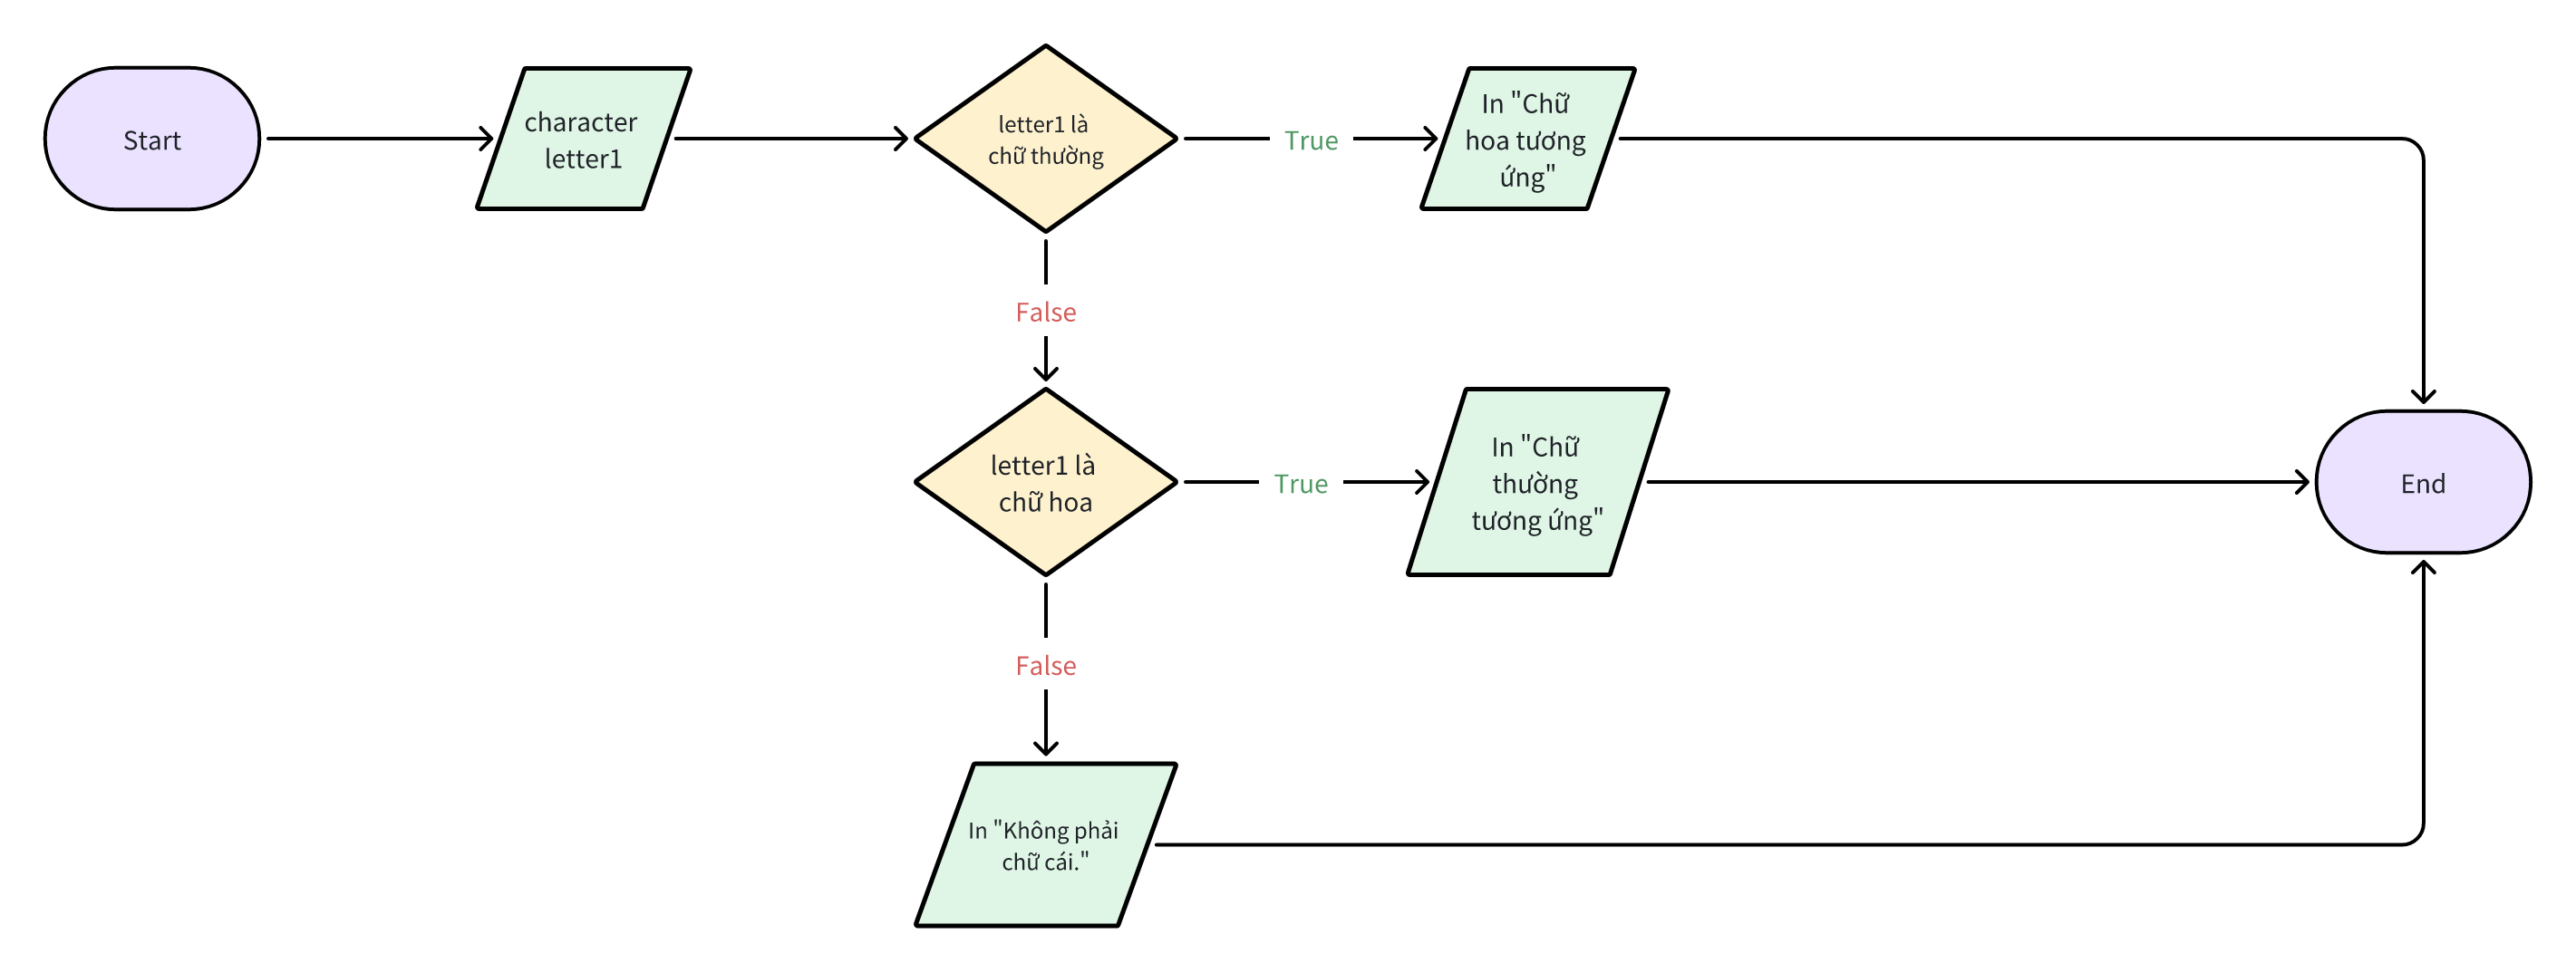 Start
character
letter1
letter1 là
chữ thường
True
In "Chữ
hoa tương
ứng"
False
letter1 là
chữ hoa
True
In "Chữ
thường
tương ứng"
End
False
In "Không phải
chữ cái."